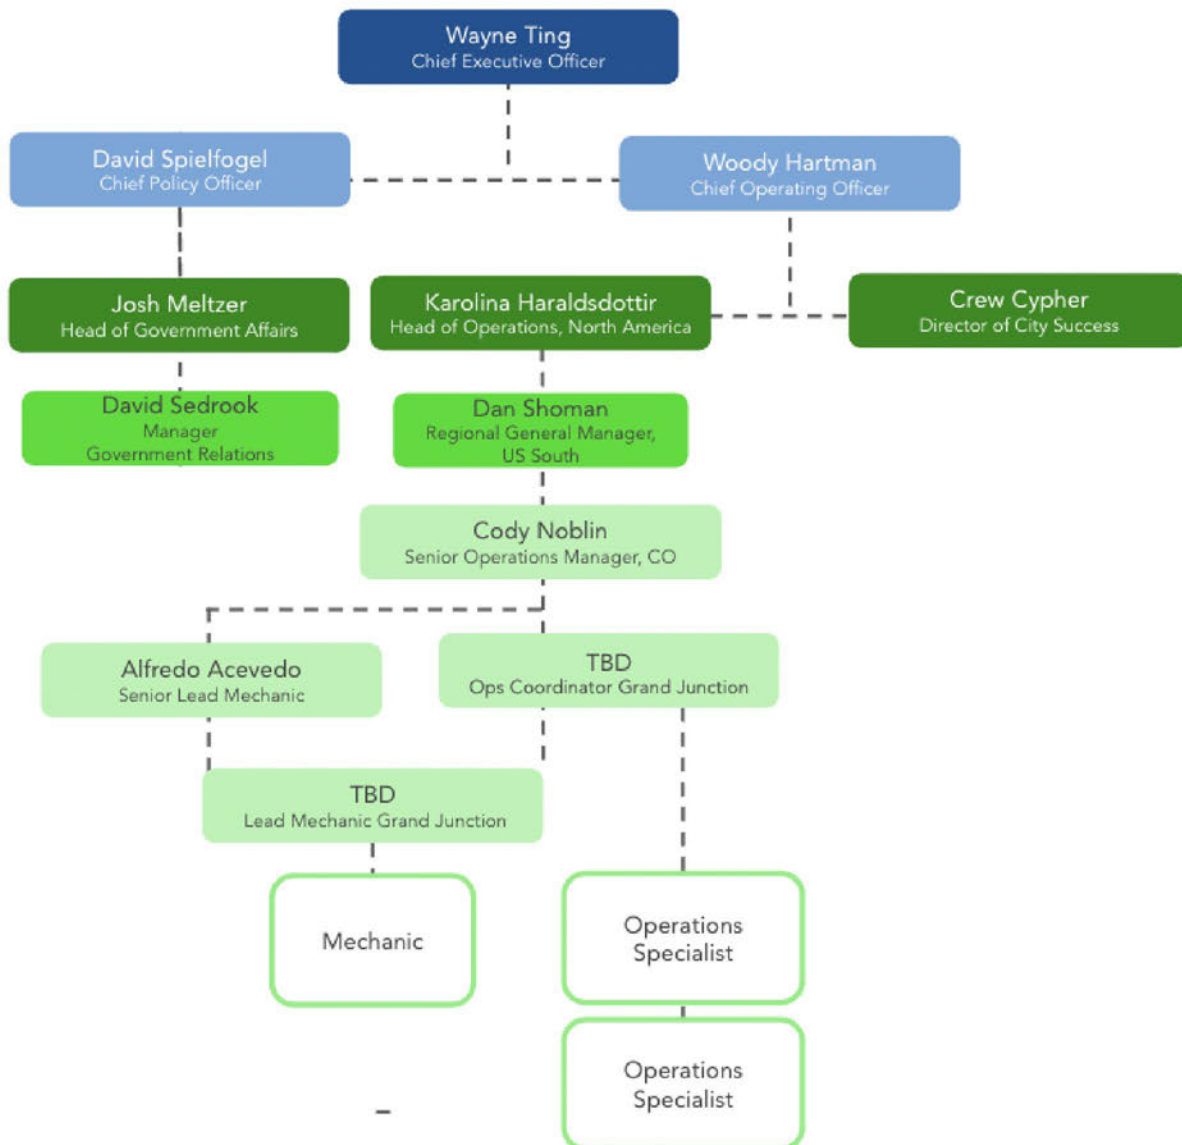 Wayne Ting
Chief Executive Officer
David Spielfogel
Chief Policy Officer
Woody Hartman
Chief Operating Officer
Josh Meltzer
Head of Government Affairs
Karolina Haraldsdottir
Head of Operations, North America
Crew Cypher
Director of City Success
David Sedrook
Manager
Government Relations
Dan Shoman
Regional General Manager,
US South
Cody Noblin
Senior Operations Manager, CO
Alfredo Acevedo
Senior Lead Mechanic
TBD
Ops Coordinator Grand Junction
TBD
Lead Mechanic Grand Junction
Mechanic
Operations
Specialist
Operations
Specialist